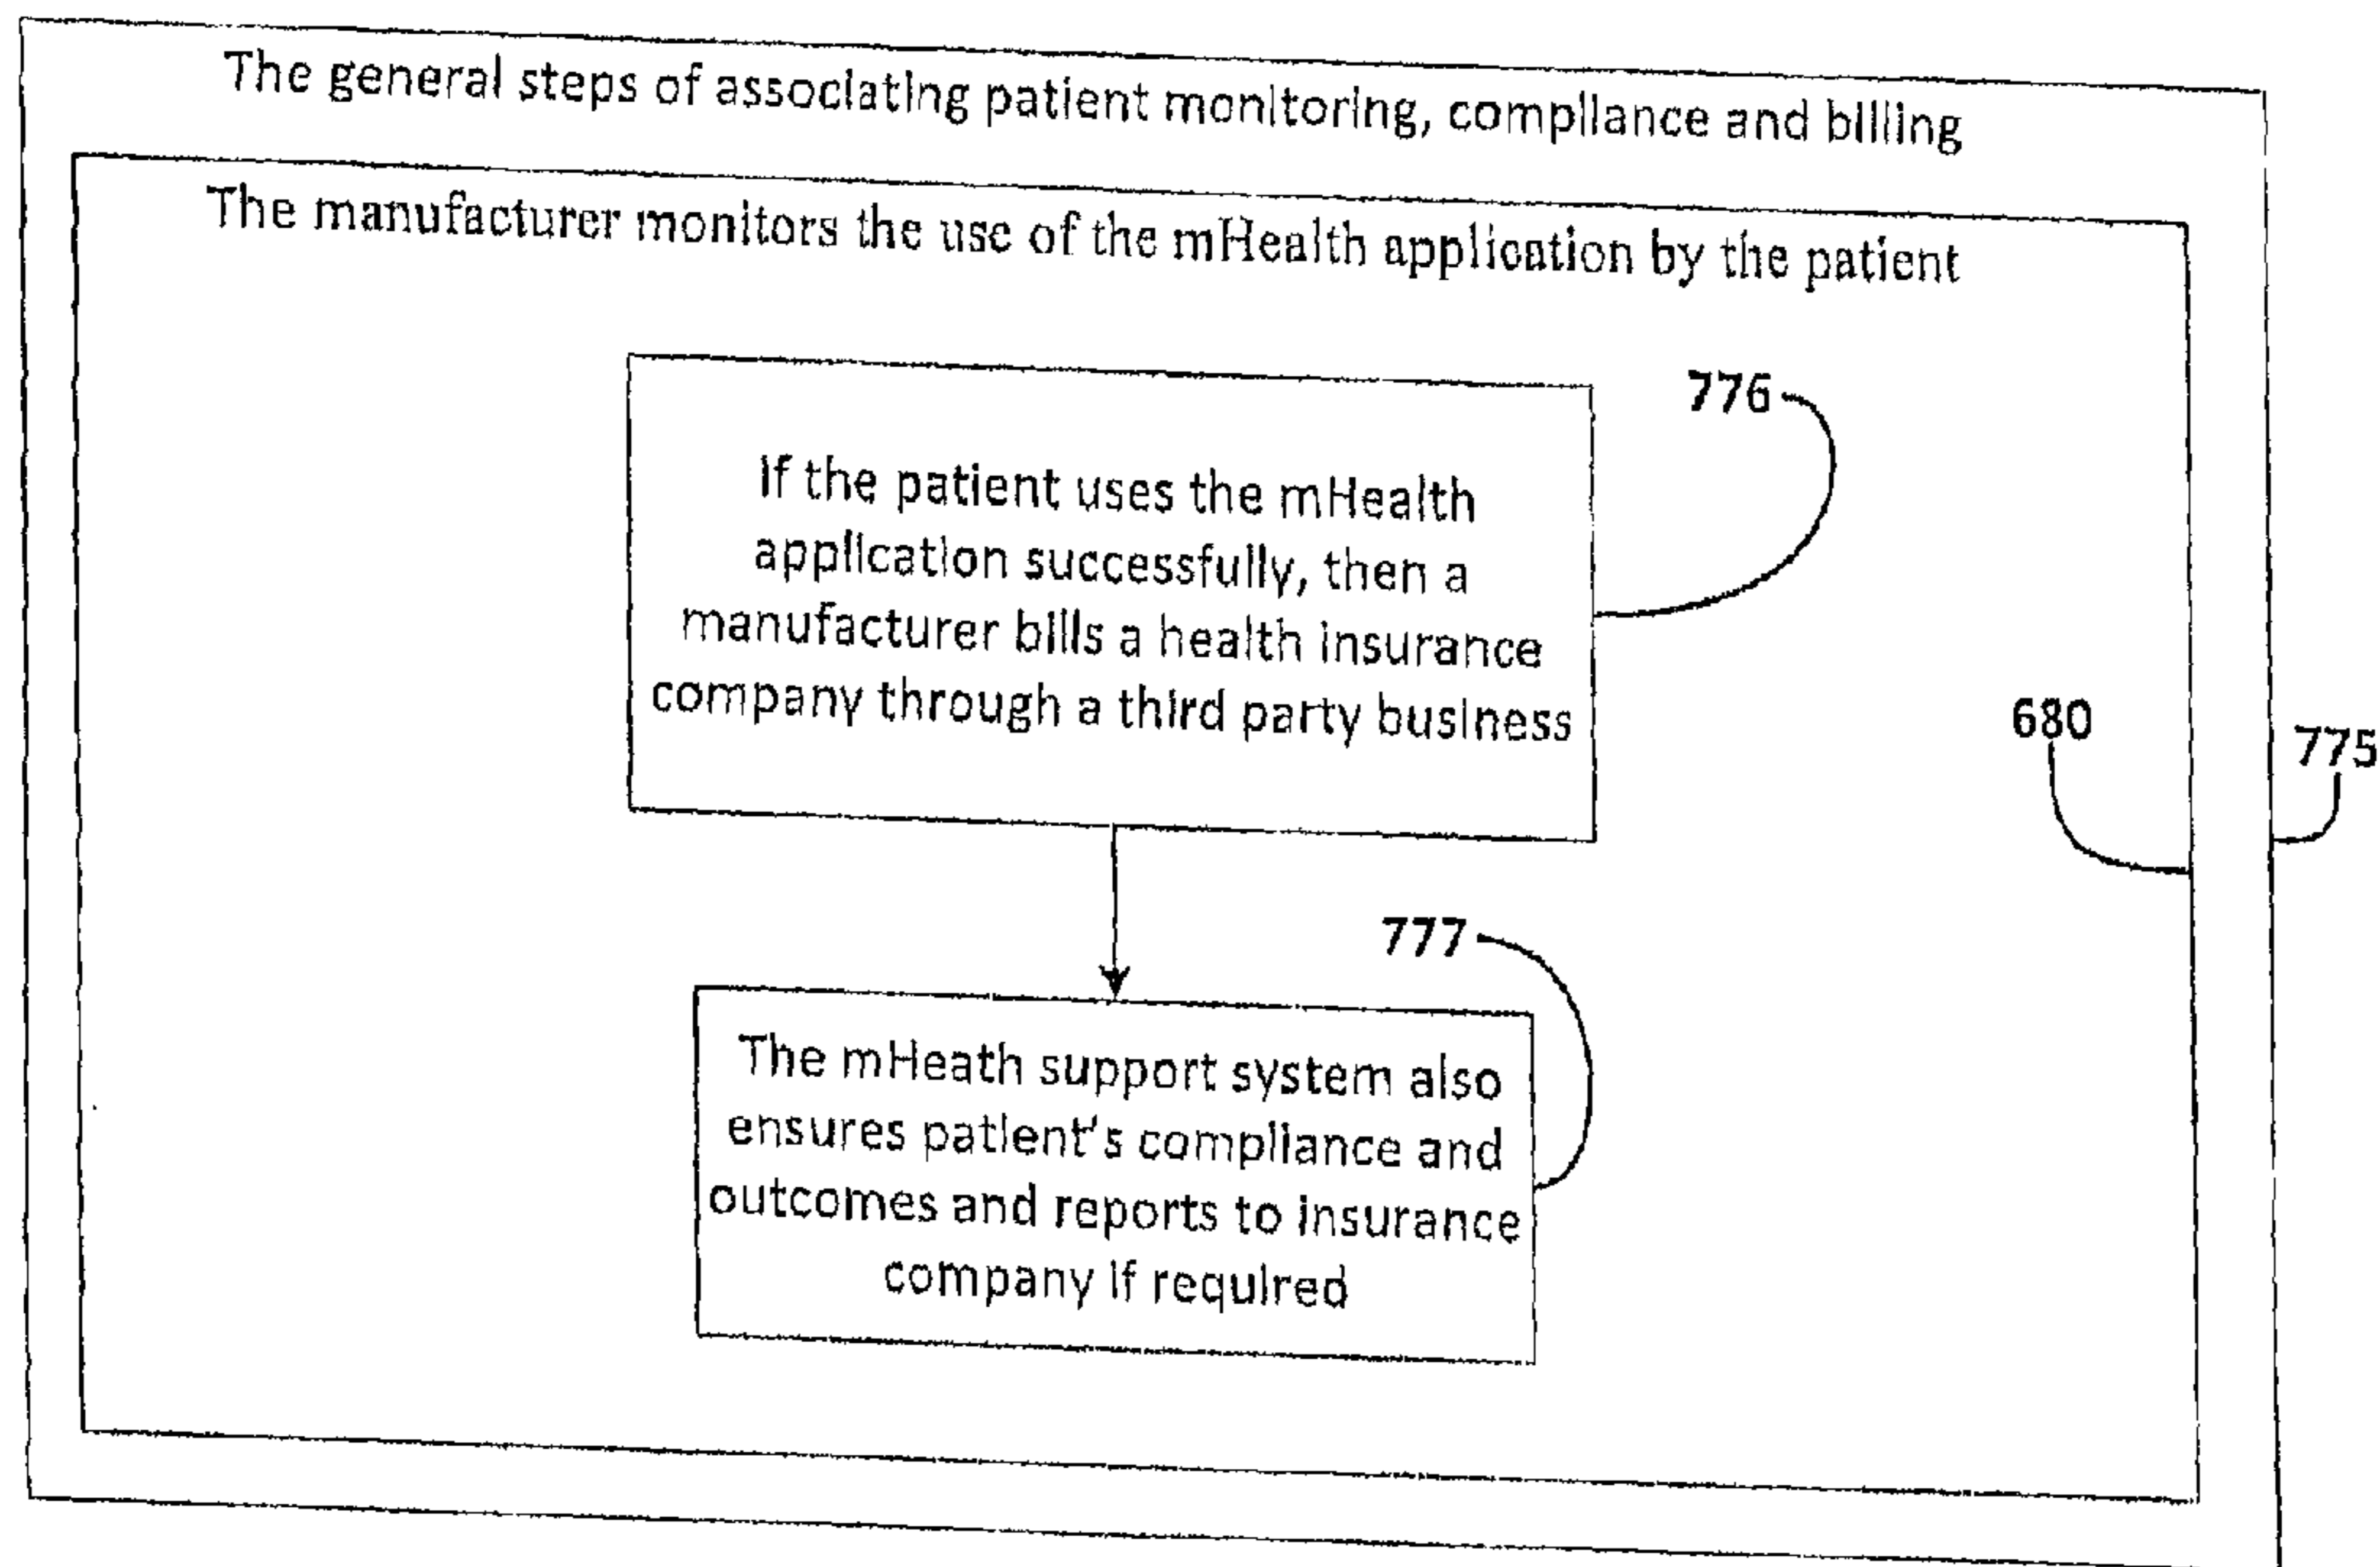 The general steps of associating patient monitoring, compliance and billing
The manufacturer monitors the use of the mHealth application by the patient
776
If the patient uses the mHealth
application successfully, then a
manufacturer bills a health insurance
company through a third party business
680
775
777
The mHeath support system also
ensures patient's compliance and
outcomes and reports to insurance
company if required